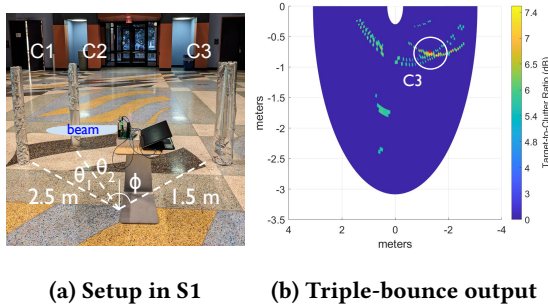 C1
C2
C3
beam
θ1
θ2
ϕ
2.5 m
1.5 m
(a) Setup in S1
0
-0.5
-1
-1.5
-2
-2.5
-3
-3.5
meters
4
2
0
-2
-4
meters
C3
7.4
7
6.4
6
5.4
5
4.8
4
3
0
Target-to-Clutter Ratio (dB)
(b) Triple-bounce output